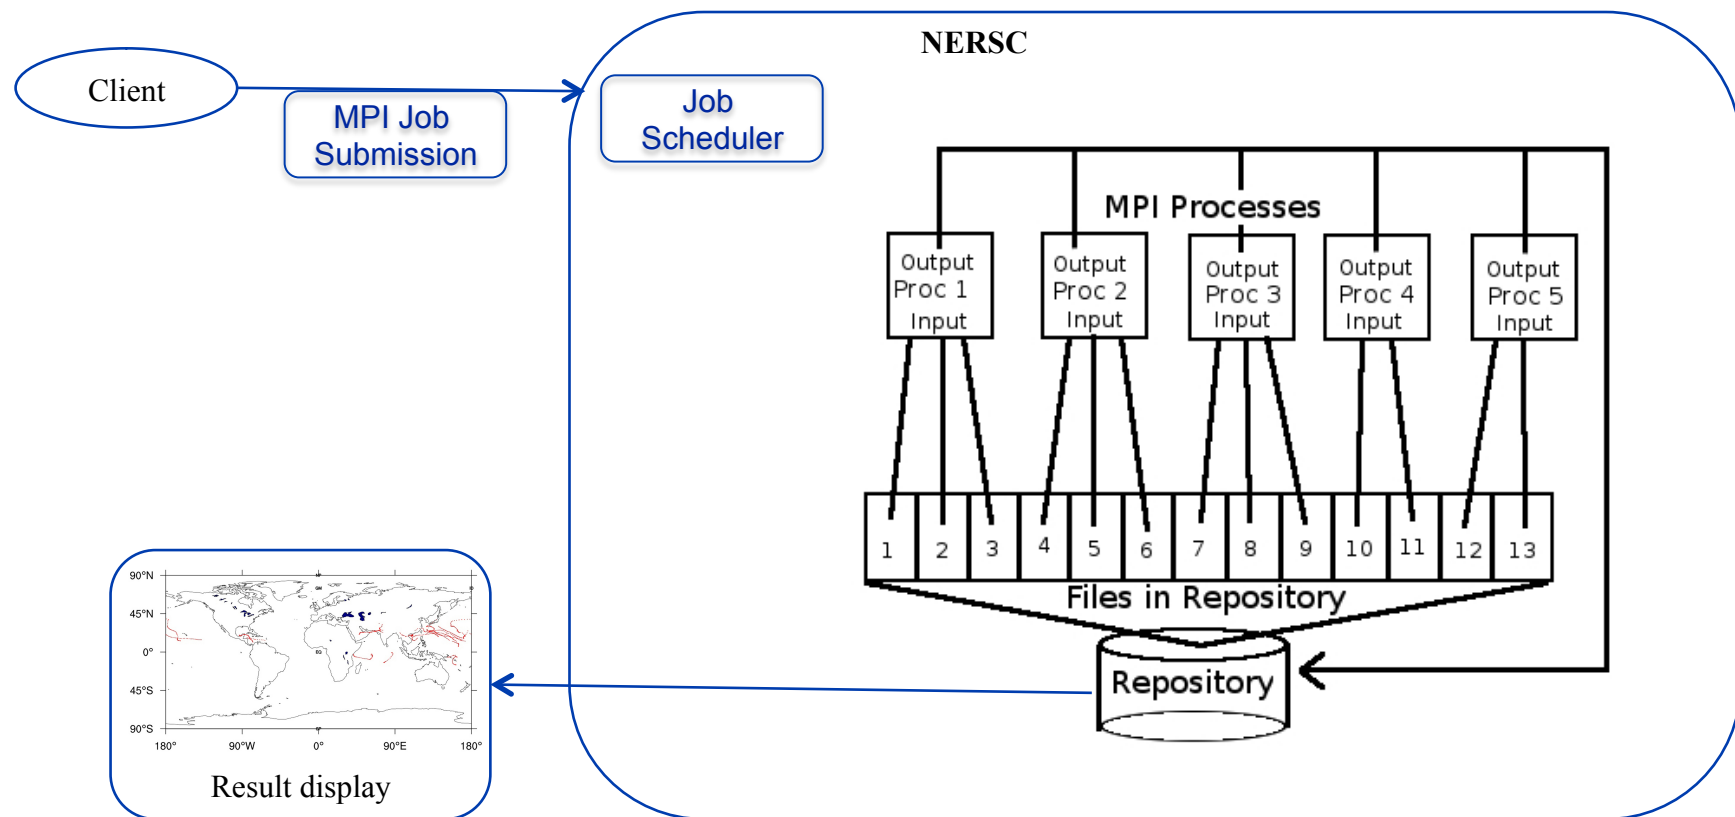 NERSC
Client
MPI Job
Submission
Job
Scheduler
MPI Processes
Output
Proc 1
Input
Output
Proc 2
Input
Output
Proc 3
Input
Output
Proc 4
Input
Output
Proc 5
Input
1 2 3 4 5 6 7 8 9 10 11 12 13
Files in Repository
Repository
90°N
45°N
0°
45°S
90°S
180° 90°W 0° 90°E 180°
Result display